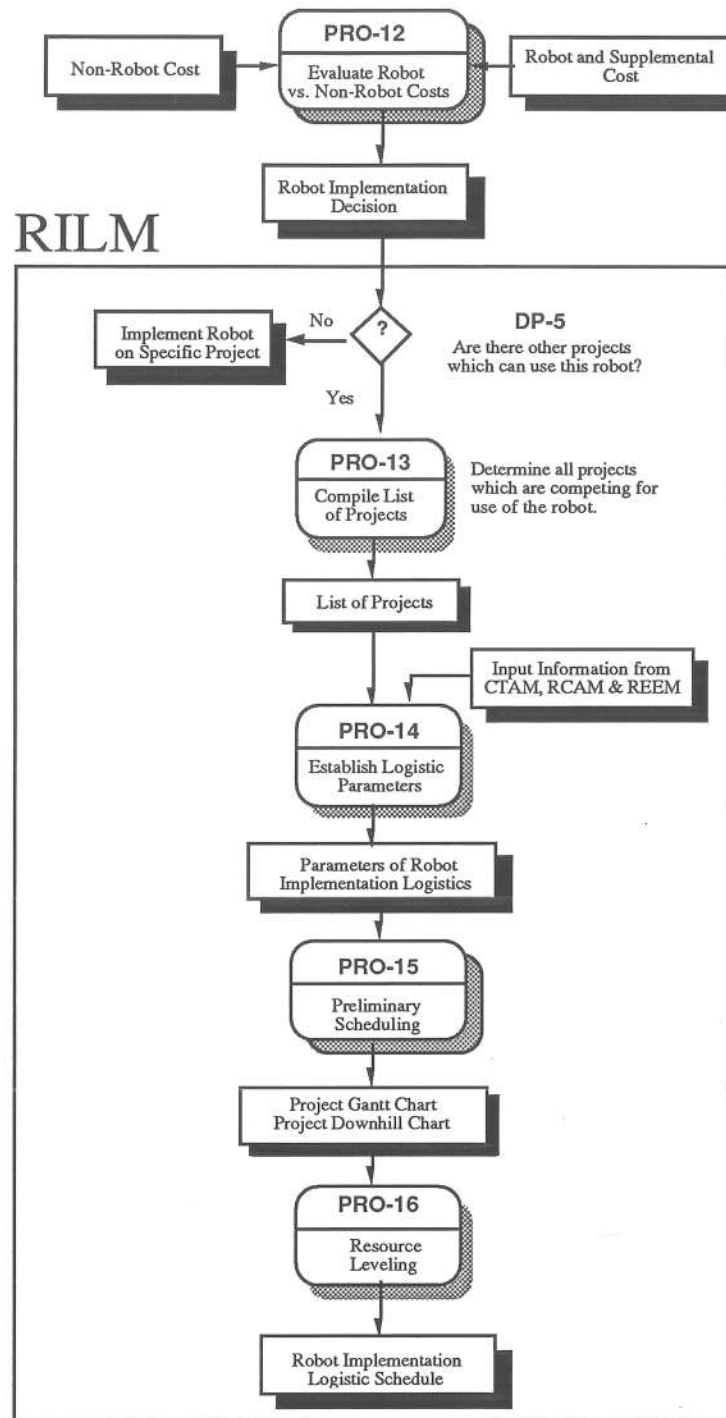 PRO-12
Non-Robot Cost
Evaluate Robot
vs. Non-Robot Costs
Robot and Supplemental
Cost
Robot Implementation
Decision
RILM
No
?
DP-5
Implement Robot
on Specific Project
Are there other projects
which can use this robot?
Yes
PRO-13
Compile List
of Projects
Determine all projects
which are competing for
use of the robot.
List of Projects
Input Information from
CTAM, RCAM & REEM
PRO-14
Establish Logistic
Parameters
Parameters of Robot
Implementation Logistics
PRO-15
Preliminary
Scheduling
Project Gantt Chart
Project Downhill Chart
PRO-16
Resource
Leveling
Robot Implementation
Logistic Schedule